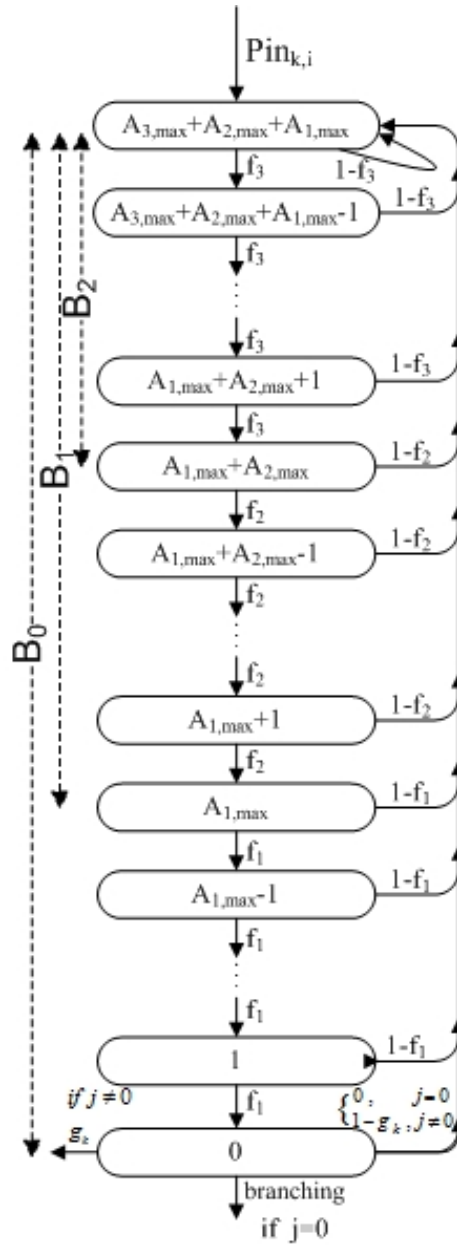 Pin_{k,i}
A_{3,max}+A_{2,max}+A_{1,max}
f_3
1-f_3
A_{3,max}+A_{2,max}+A_{1,max}-1
1-f_3
f_3
f_3
A_{1,max}+A_{2,max}+1
1-f_3
f_3
A_{1,max}+A_{2,max}
1-f_2
f_2
A_{1,max}+A_{2,max}-1
1-f_2
f_2
f_2
A_{1,max}+1
1-f_2
f_2
A_{1,max}
1-f_1
f_1
A_{1,max}-1
1-f_1
f_1
f_1
1
1-f_1
f_1
if j≠0
g_k
0
{0, j=0
1-g_k, j≠0
branching
if j=0
B_2
B_1
B_0